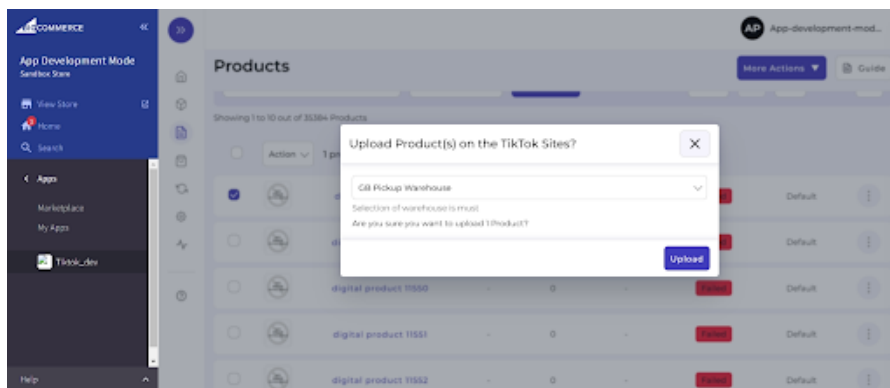 COMMERCE
App Development Mode
Sandbox Store
View Store
Home
Search
Apps
Marketplace
My Apps
Tiktok_dev
Help
AP App-development-mod...
Products
More Actions
Guide
Showing 1 to 10 out of 35384 Products
Action
Upload Product(s) on the TikTok Sites?
GB Pickup Warehouse
Selection of warehouse is must
Are you sure you want to upload 1 Product?
Upload
Default
Default
digital product 11550 - 0 - Failed Default
digital product 11551 - 0 - Failed Default
digital product 11552 - 0 - Failed Default